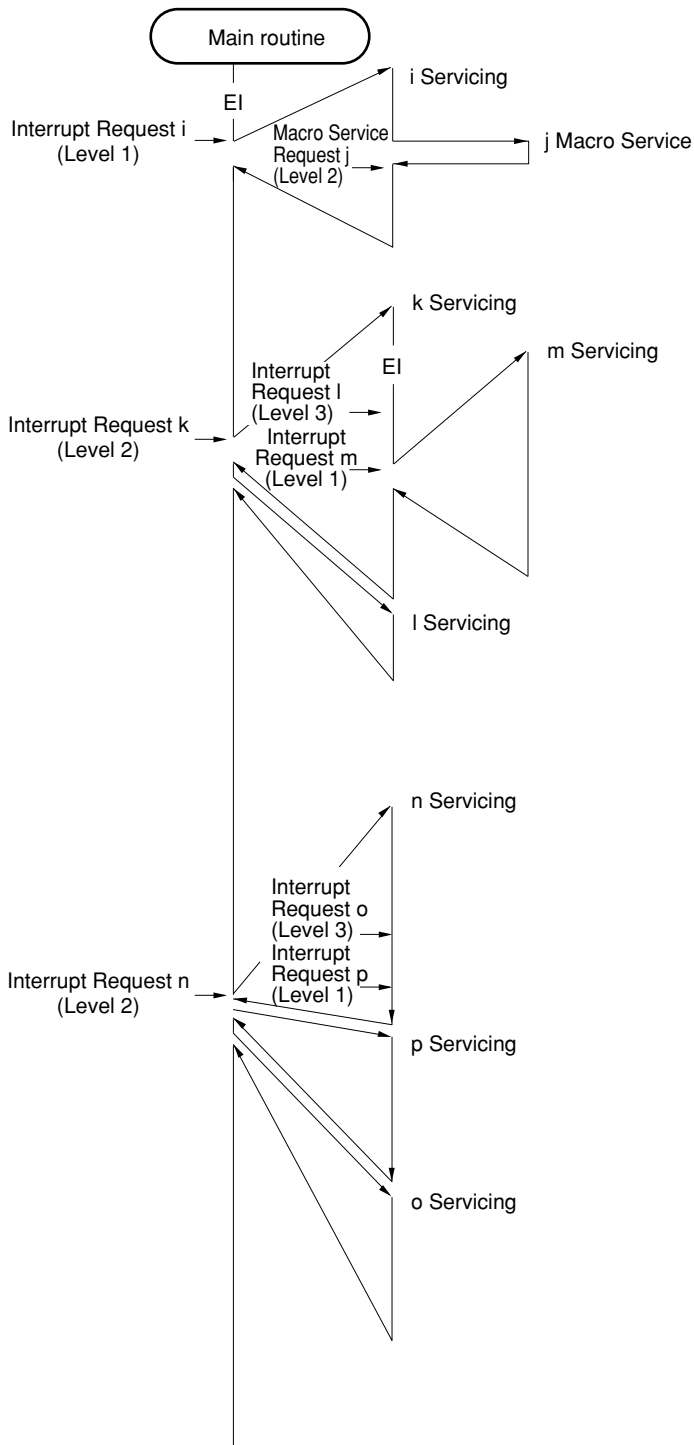 Main routine
EI
i Servicing
Interrupt Request i
(Level 1)
Macro Service
Request j
(Level 2)
j Macro Service
k Servicing
EI
m Servicing
Interrupt
Request l
(Level 3)
Interrupt Request k
(Level 2)
Interrupt
Request m
(Level 1)
l Servicing
n Servicing
Interrupt
Request o
(Level 3)
Interrupt
Request p
(Level 1)
Interrupt Request n
(Level 2)
p Servicing
o Servicing